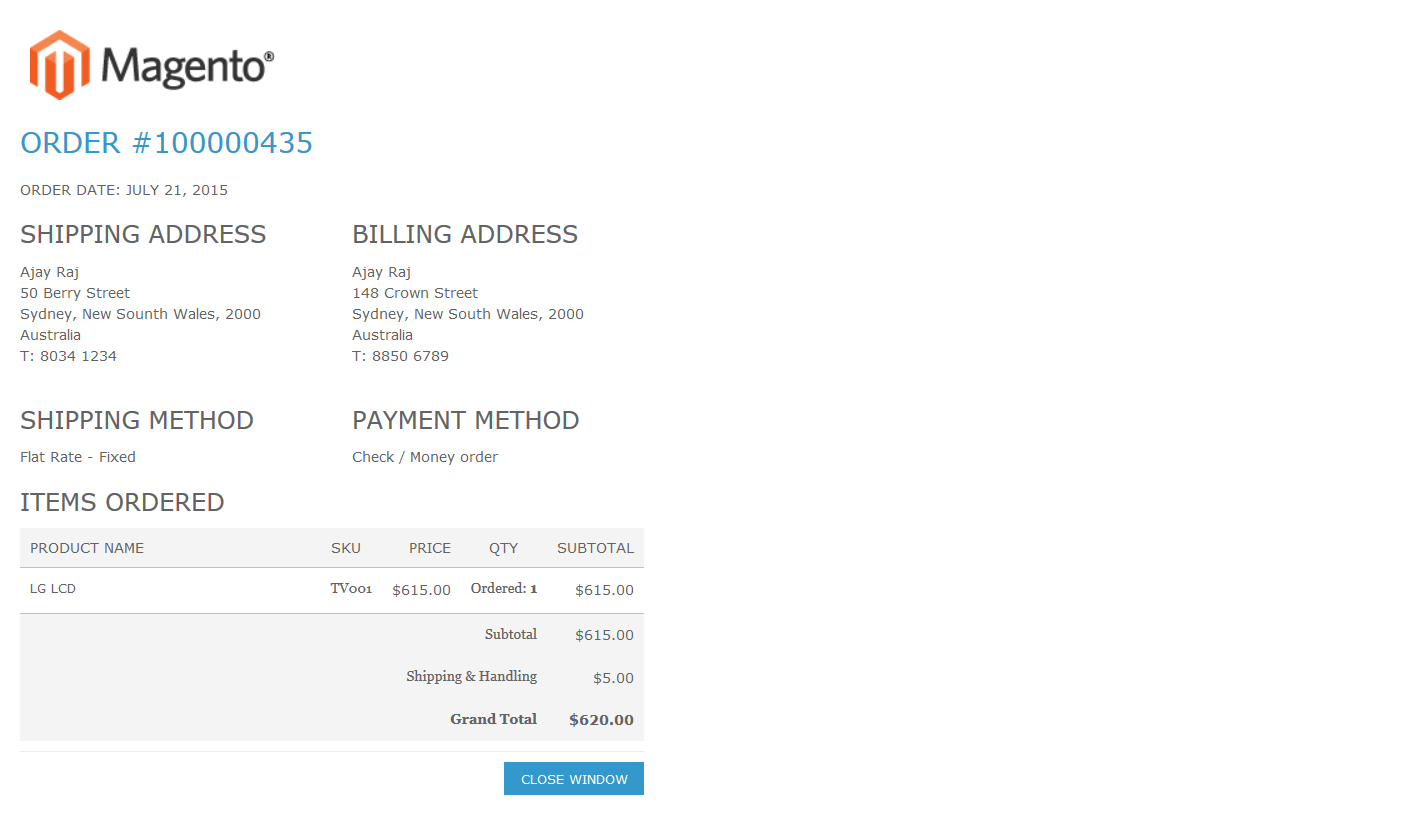 Magento®
ORDER #100000435
ORDER DATE: JULY 21, 2015
SHIPPING ADDRESS
Ajay Raj
50 Berry Street
Sydney, New Sounth Wales, 2000
Australia
T: 8034 1234
BILLING ADDRESS
Ajay Raj
148 Crown Street
Sydney, New South Wales, 2000
Australia
T: 8850 6789
SHIPPING METHOD
Flat Rate - Fixed
PAYMENT METHOD
Check / Money order
ITEMS ORDERED
PRODUCT NAME SKU PRICE QTY SUBTOTAL
LG LCD TV001 $615.00 Ordered: 1 $615.00
Subtotal $615.00
Shipping & Handling $5.00
Grand Total $620.00
CLOSE WINDOW